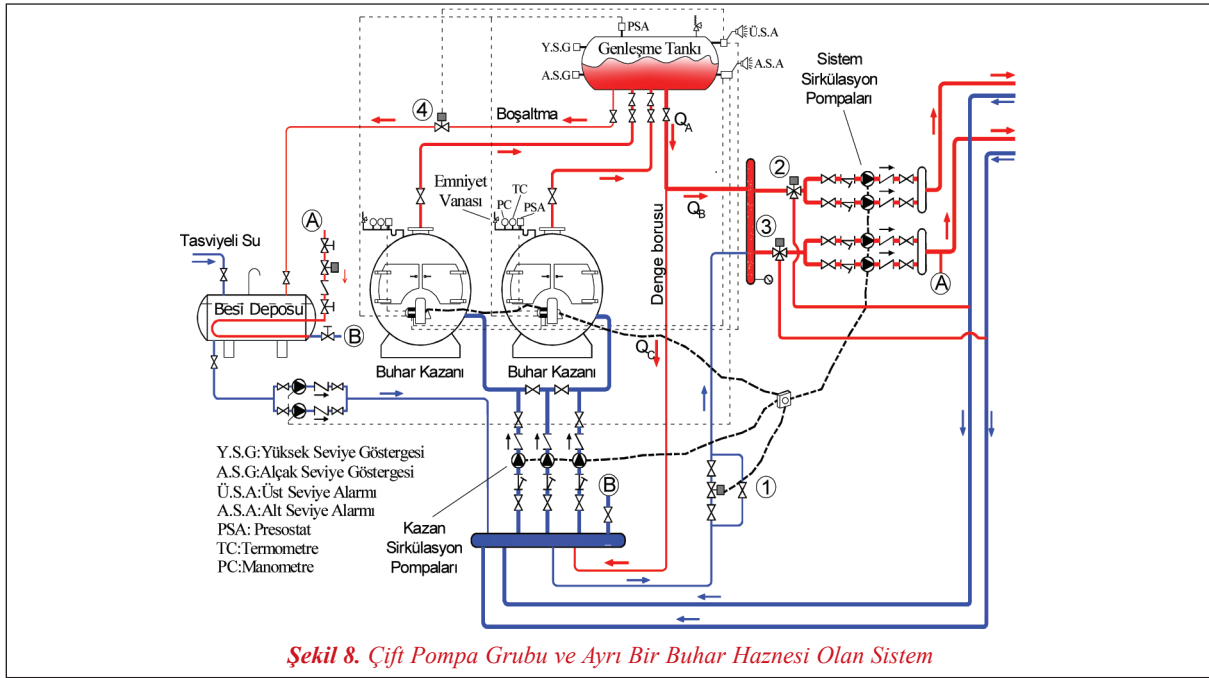 PSA
Ü.S.A
Y.S.G
Genleşme Tankı
A.S.G
A.S.A
Sistem
Sirkülasyon
Pompaları
4
Boşaltma
QA
Emniyet
Vanası
TC
PC
PSA
2
QB
A
3
Tasviyeli Su
Denge borusu
A
Besi Deposu
B
QC
Buhar Kazanı
Buhar Kazanı
Y.S.G:Yüksek Seviye Göstergesi
A.S.G:Alçak Seviye Göstergesi
Ü.S.A:Üst Seviye Alarmı
A.S.A:Alt Seviye Alarmı
PSA: Presostat
TC:Termometre
PC:Manometre
B
1
Kazan
Sirkülasyon
Pompaları
Şekil 8. Çift Pompa Grubu ve Ayrı Bir Buhar Haznesi Olan Sistem